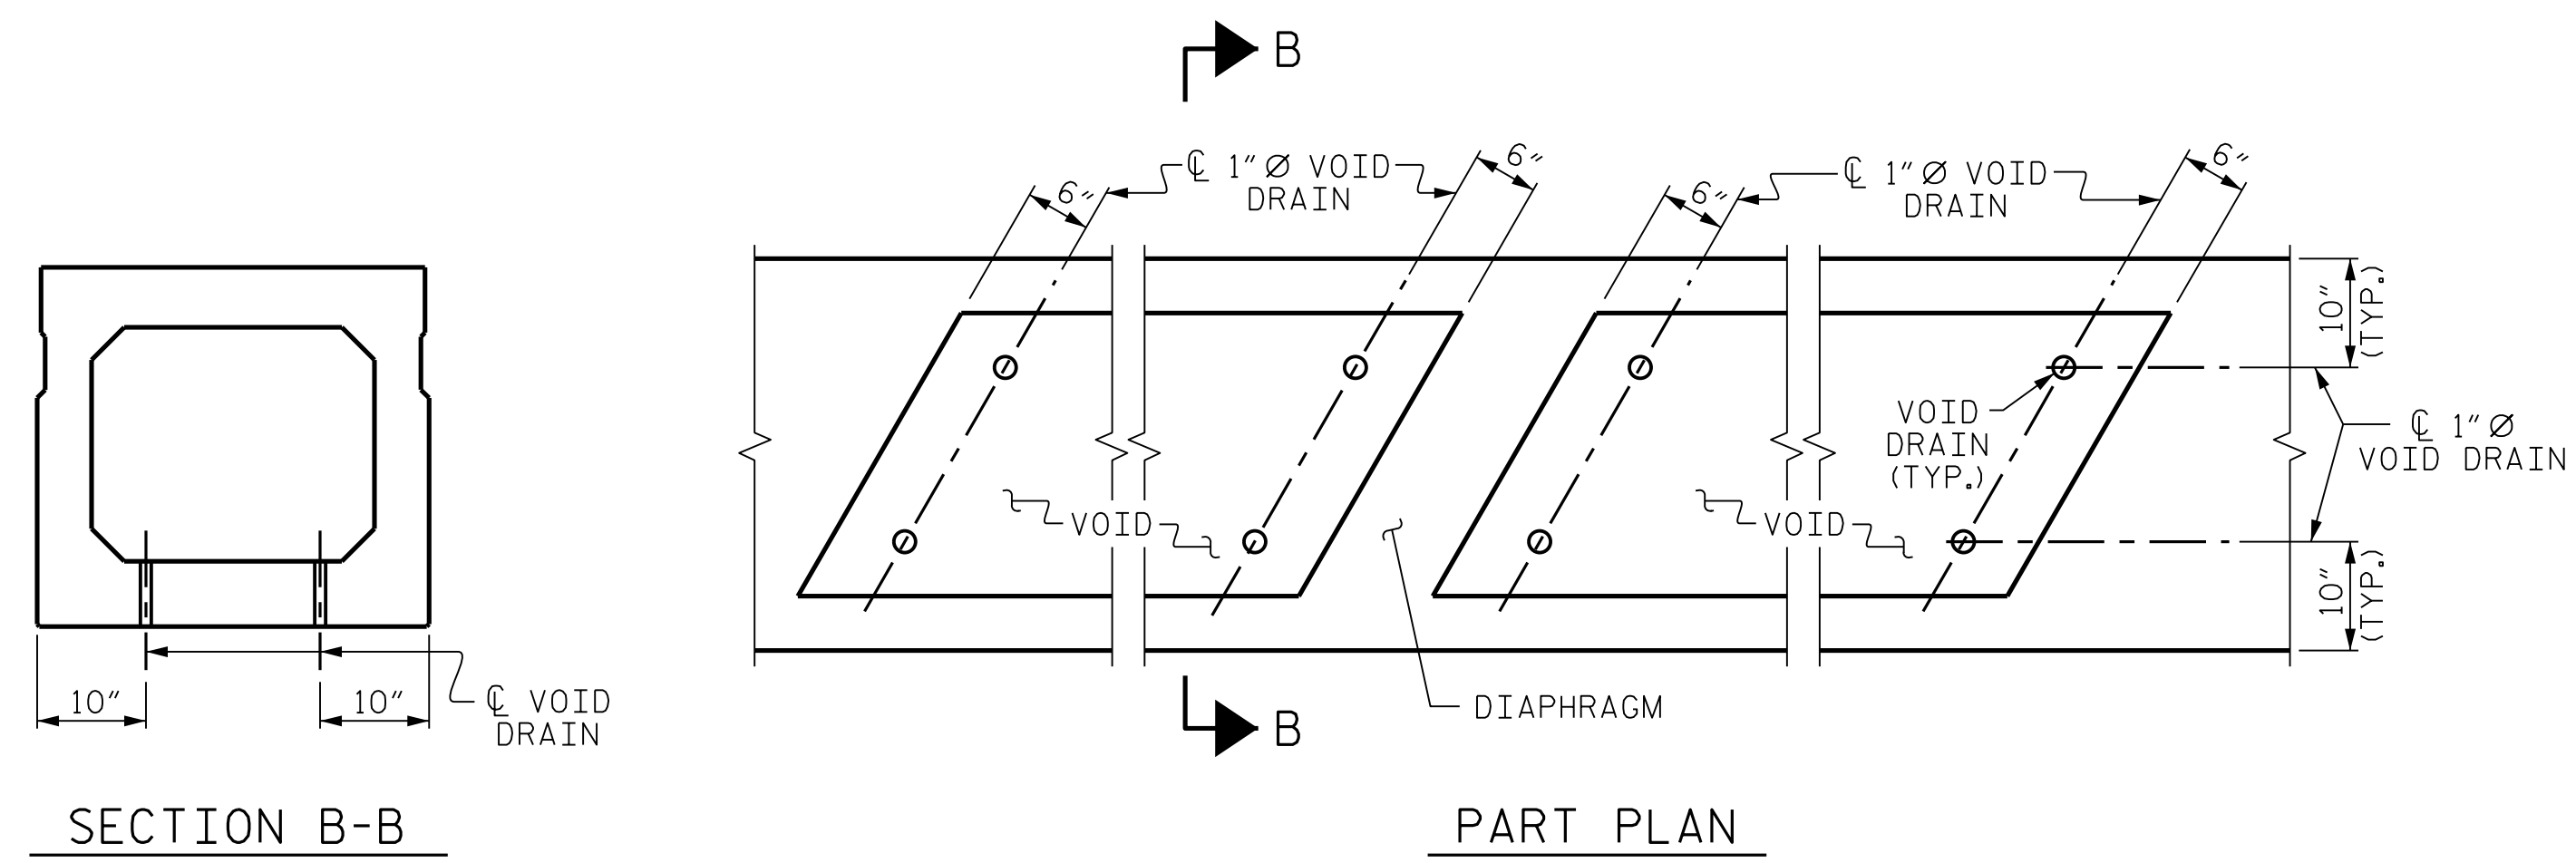 B
6"
℄ 1" Ø VOID
DRAIN
6"
6"
℄ 1" Ø VOID
DRAIN
6"
10"
(TYP.)
VOID
DRAIN
(TYP.)
℄ 1" Ø
VOID DRAIN
VOID
VOID
10"
(TYP.)
10"
10"
℄ VOID
DRAIN
DIAPHRAGM
B
SECTION B-B
PART PLAN